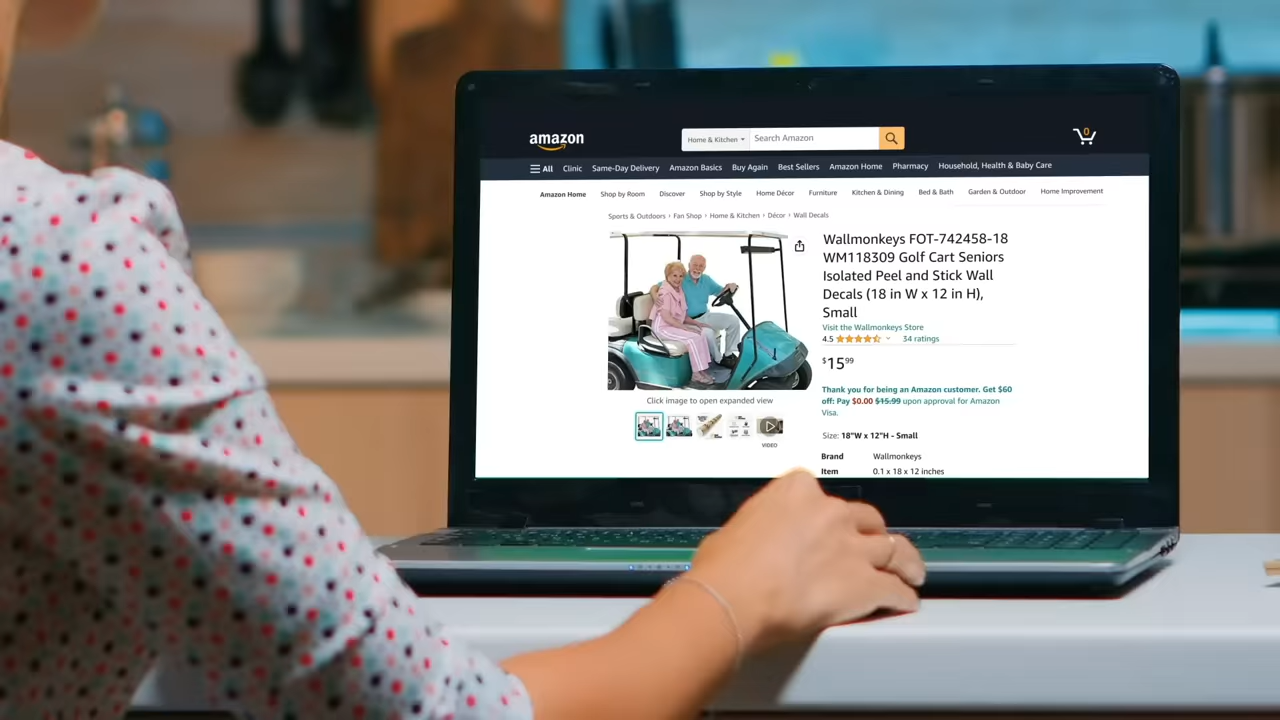 amazon
Home & Kitchen
Search Amazon
0
All Clinic Same-Day Delivery Amazon Basics Buy Again Best Sellers Amazon Home Pharmacy Household, Health & Baby Care
Amazon Home Shop by Room Discover Shop by Style Home Décor Furniture Kitchen & Dining Bed & Bath Garden & Outdoor Home Improvement
Sports & Outdoors › Fan Shop › Home & Kitchen › Décor › Wall Decals
Wallmonkeys FOT-742458-18
WM118309 Golf Cart Seniors
Isolated Peel and Stick Wall
Decals (18 in W x 12 in H),
Small
Visit the Wallmonkeys Store
4.5 34 ratings
$1599
Thank you for being an Amazon customer. Get $60
off: Pay $0.00 $15.99 upon approval for Amazon
Visa.
Size: 18"W x 12"H - Small
Brand Wallmonkeys
Item 0.1 x 18 x 12 inches
Click image to open expanded view
VIDEO